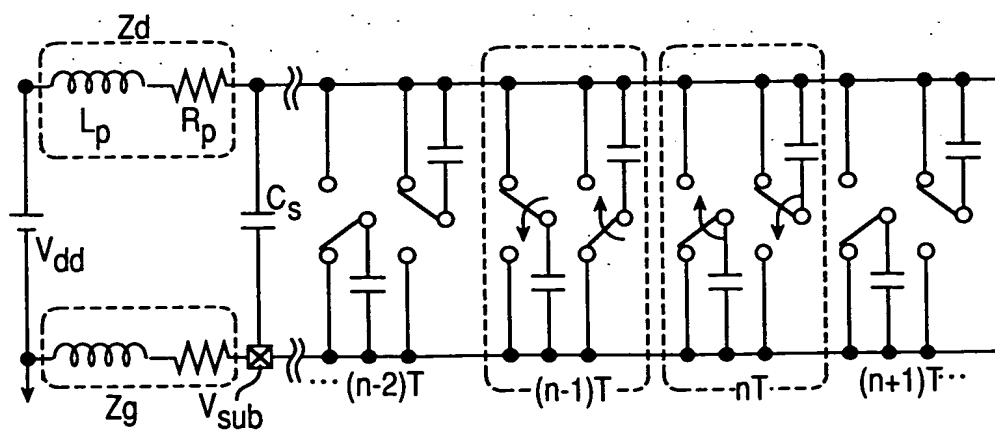 Zd
Lp
Rp
Cs
Vdd
Zg
Vsub
... (n-2)T
(n-1)T
nT
(n+1)T...